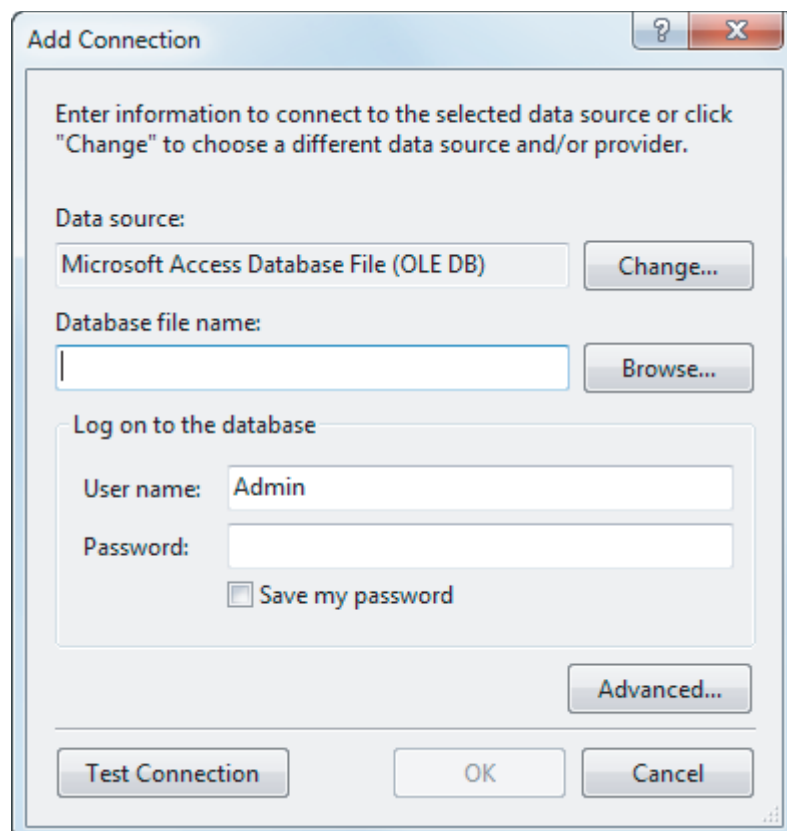 Add Connection
?
Enter information to connect to the selected data source or click
"Change" to choose a different data source and/or provider.
Data source:
Microsoft Access Database File (OLE DB)
Change...
Database file name:
Browse...
Log on to the database
User name:
Admin
Password:
Save my password
Advanced...
Test Connection
OK
Cancel